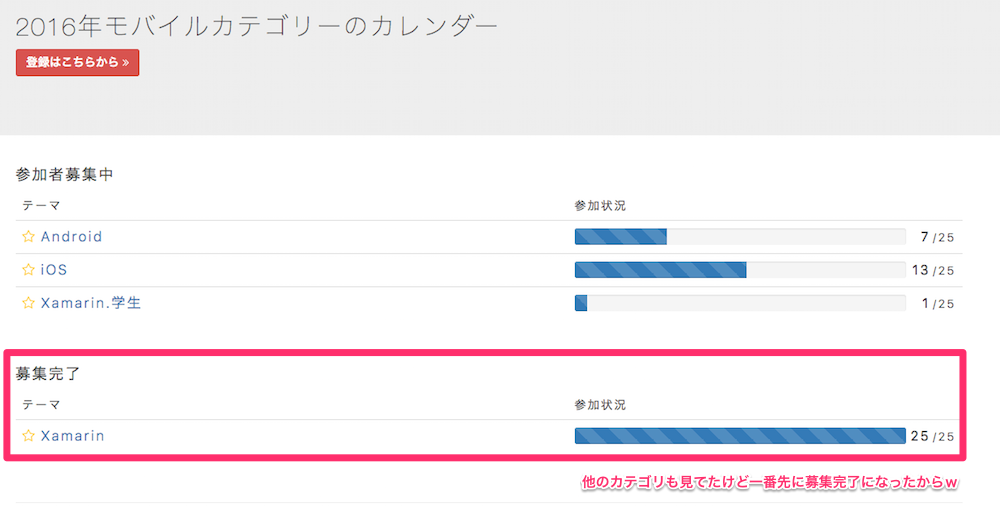 2016年モバイルカテゴリーのカレンダー
登録はこちらから »
参加者募集中
テーマ 参加状況
Android 7/25
iOS 13/25
Xamarin.学生 1/25
募集完了
テーマ 参加状況
Xamarin 25/25
他のカテゴリも見てたけど一番先に募集完了になったからｗ